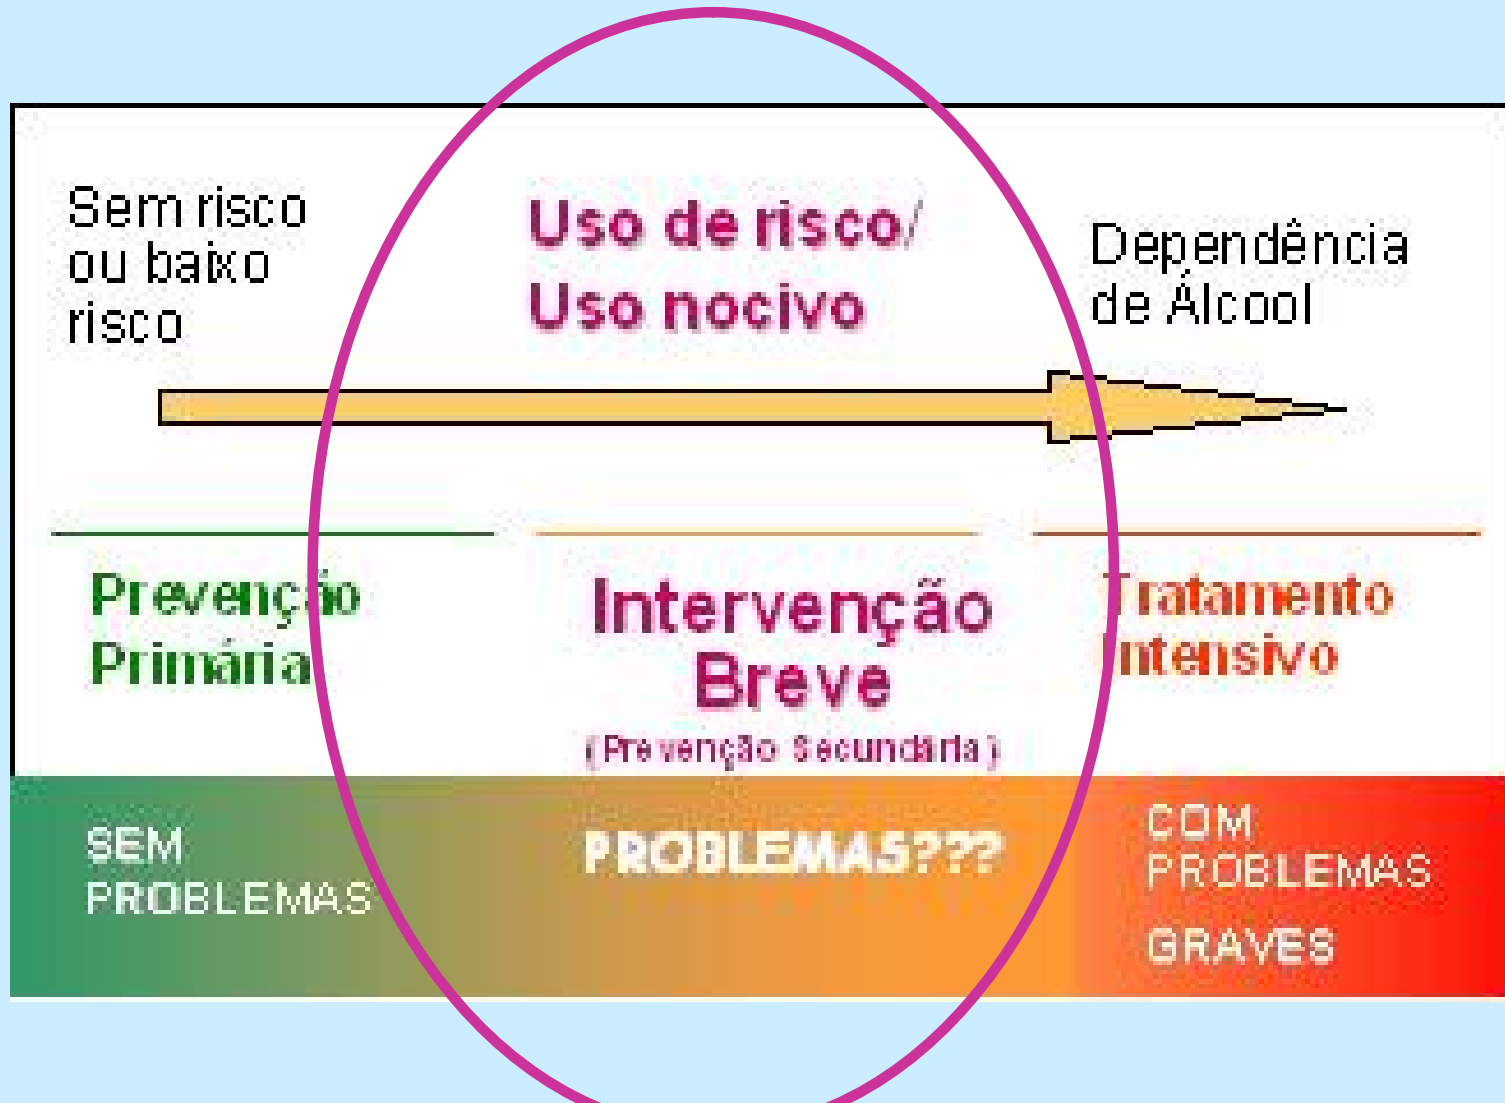 Sem risco
ou baixo
risco
Uso de risco/
Uso nocivo
Dependência
de Álcool
Prevenção
Primária
Intervenção
Breve
(Prevenção Secundária)
Tratamento
Intensivo
SEM
PROBLEMAS
PROBLEMAS???
COM
PROBLEMAS
GRAVES